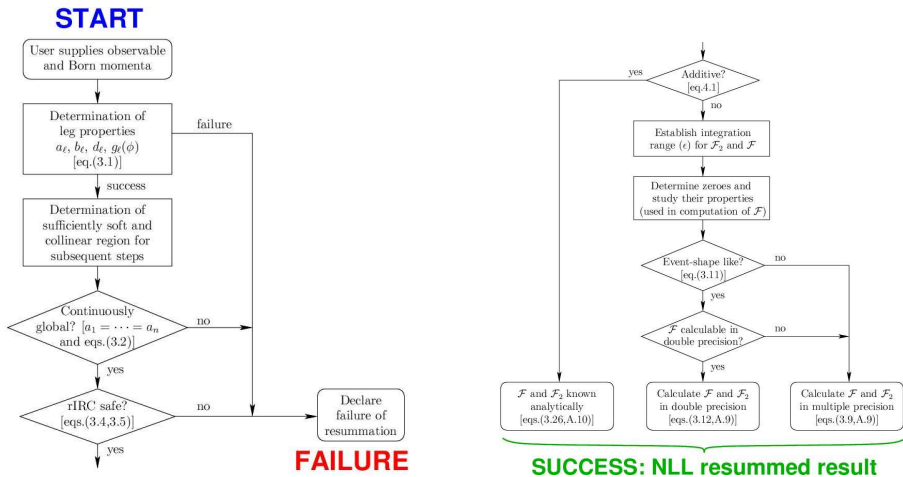 START
User supplies observable
and Born momenta
Determination of
leg properties
aℓ, bℓ, dℓ, gℓ(ϕ)
[eq.(3.1)]
failure
success
Determination of
sufficiently soft and
collinear region for
subsequent steps
Continuously
global? [a₁ = ⋯ = aₙ
and eqs.(3.2)]
no
yes
rIRC safe?
[eqs.(3.4,3.5)]
no
yes
Declare
failure of
resummation
FAILURE
yes
Additive?
[eq.4.1]
no
Establish integration
range (ϵ) for ℱ₂ and ℱ
Determine zeroes and
study their properties
(used in computation of ℱ)
Event-shape like?
[eq.(3.11)]
no
yes
ℱ calculable in
double precision?
no
yes
ℱ and ℱ₂ known
analytically
[eqs.(3.26,A.10)]
Calculate ℱ and ℱ₂
in double precision
[eqs.(3.12,A.9)]
Calculate ℱ and ℱ₂
in multiple precision
[eqs.(3.9,A.9)]
SUCCESS: NLL resummed result